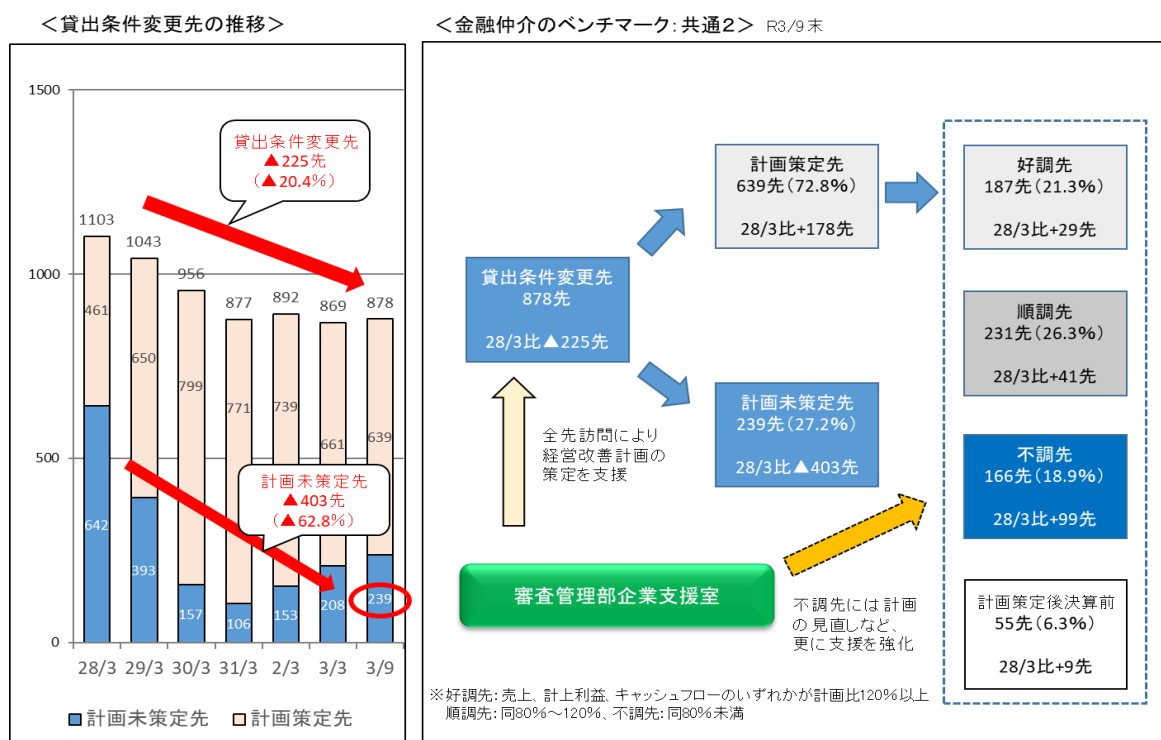 ＜貸出条件変更先の推移＞
1500
1000
500
0
貸出条件変更先
▲225先
（▲20.4％）
1103
1043
956
877
892
869
878
461
650
799
771
739
661
639
計画未策定先
▲403先
（▲62.8％）
642
393
157
106
153
208
239
28/3 29/3 30/3 31/3 2/3 3/3 3/9
計画未策定先 計画策定先
＜金融仲介のベンチマーク：共通２＞ R3/9末
貸出条件変更先
878先
28/3比▲225先
計画策定先
639先(72.8%)
28/3比+178先
計画未策定先
239先(27.2%)
28/3比▲403先
好調先
187先(21.3%)
28/3比+29先
順調先
231先(26.3%)
28/3比+41先
不調先
166先(18.9%)
28/3比+99先
計画策定後決算前
55先(6.3%)
28/3比+9先
全先訪問により
経営改善計画の
策定を支援
審査管理部企業支援室
不調先には計画
の見直しなど、
更に支援を強化
※好調先：売上、計上利益、キャッシュフローのいずれかが計画比120％以上
順調先：同80％～120％、不調先：同80％未満